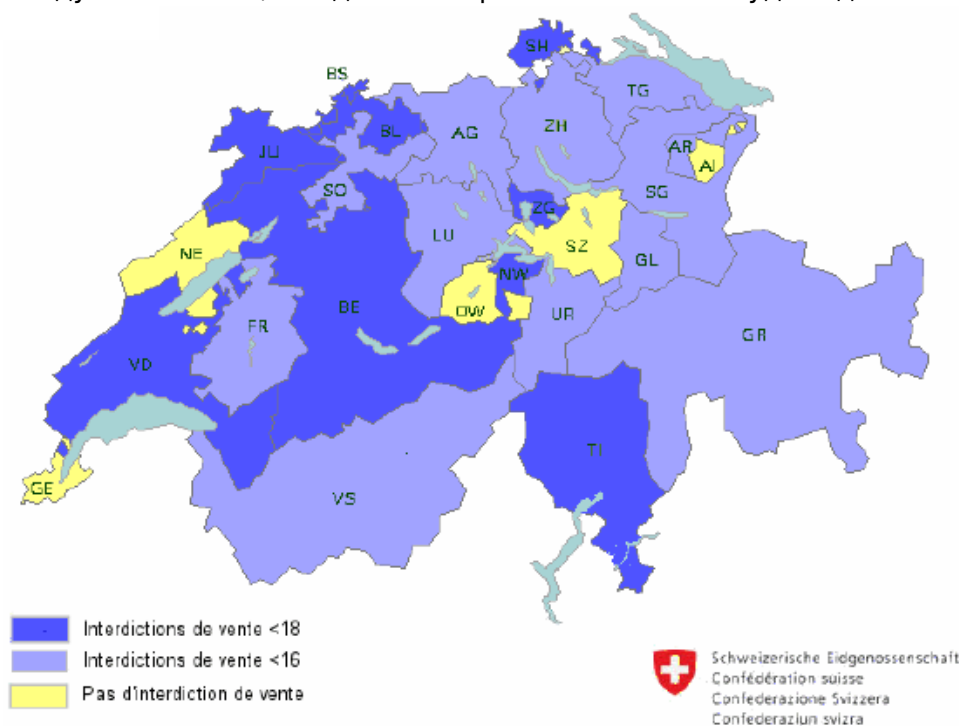 SH
BS
TG
BL
AG
ZH
JU
AR
AI
SO
SG
ZG
LU
NE
SZ
GL
NW
BE
OW
UR
FR
GR
VD
TI
GE
VS
Interdictions de vente <18
Interdictions de vente <16
Pas d'interdiction de vente
Schweizerische Eidgenossenschaft
Confédération suisse
Confederazione Svizzera
Confederaziun svizra